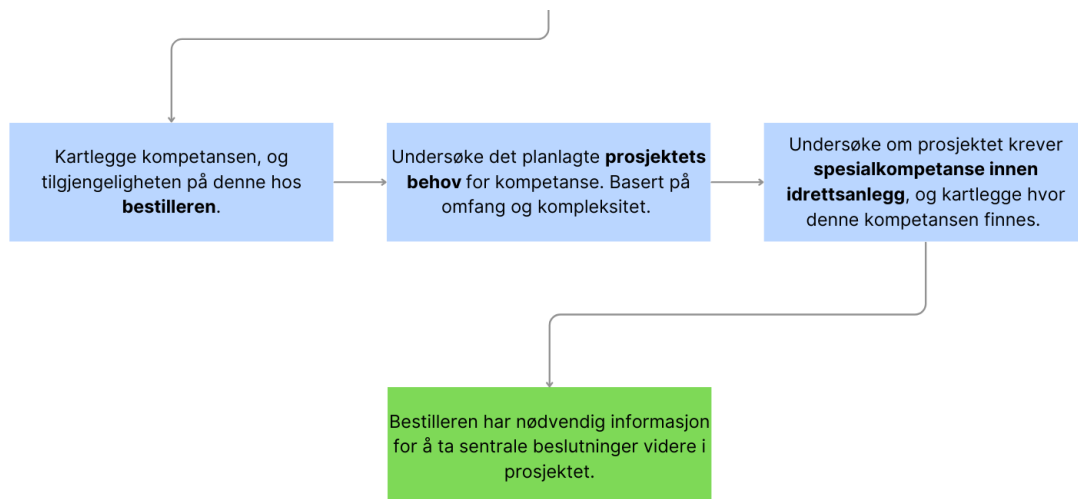 Kartlegge kompetansen, og
tilgjengeligheten på denne hos
bestilleren.
Undersøke det planlagte prosjektets
behov for kompetanse. Basert på
omfang og kompleksitet.
Undersøke om prosjektet krever
spesialkompetanse innen
idrettsanlegg, og kartlegge hvor
denne kompetansen finnes.
Bestilleren har nødvendig informasjon
for å ta sentrale beslutninger videre i
prosjektet.